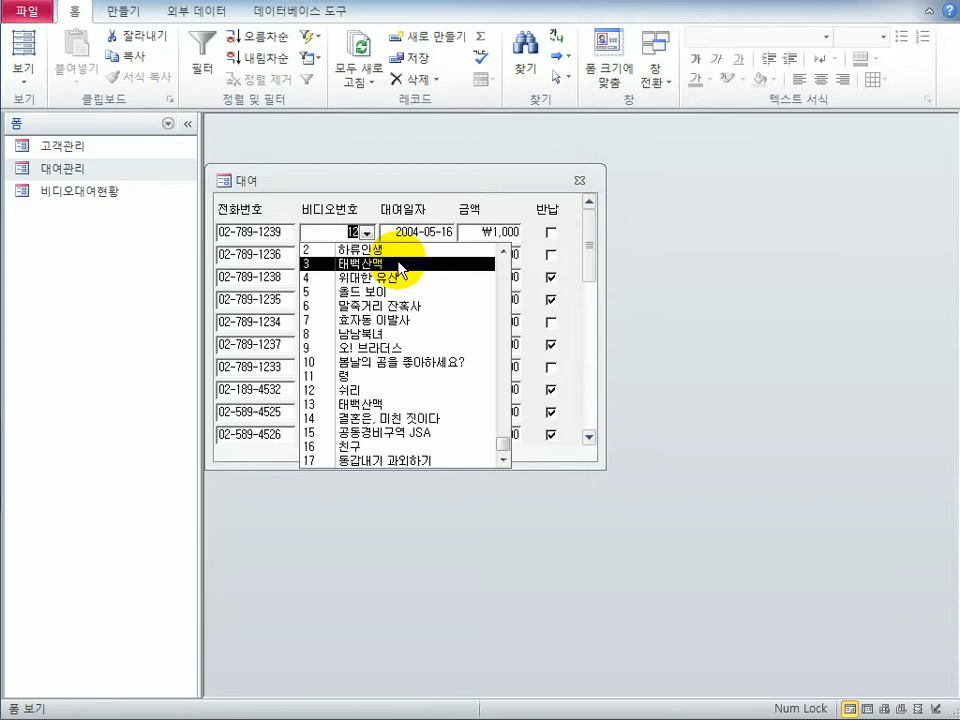 파일 홈 만들기 외부 데이터 데이터베이스 도구
보기 붙여넣기 잘라내기 복사 서식 복사 필터 오름차순 내림차순 정렬 제거 모두 새로 고침 새로 만들기 저장 삭제 찾기 폼 크기에 맞춤 창 전환 가 가 가 가
보기 클립보드 정렬 및 필터 레코드 찾기 창 텍스트 서식
폼
고객관리
대여관리
비디오대여현황
대여
전화번호 비디오번호 대여일자 금액 반납
02-789-1239 12 2004-05-16 ₩1,000
02-789-1236
02-789-1238
02-789-1235
02-789-1234
02-789-1237
02-789-1233
02-189-4532
02-589-4525
02-589-4526
2 하류인생
3 태백산맥
4 위대한 유산
5 올드 보이
6 말죽거리 잔혹사
7 효자동 이발사
8 남남북녀
9 오! 브라더스
10 봄날의 곰을 좋아하세요?
11 령
12 쉬리
13 태백산맥
14 결혼은, 미친 짓이다
15 공동경비구역 JSA
16 친구
17 동갑내기 과외하기
폼 보기 Num Lock